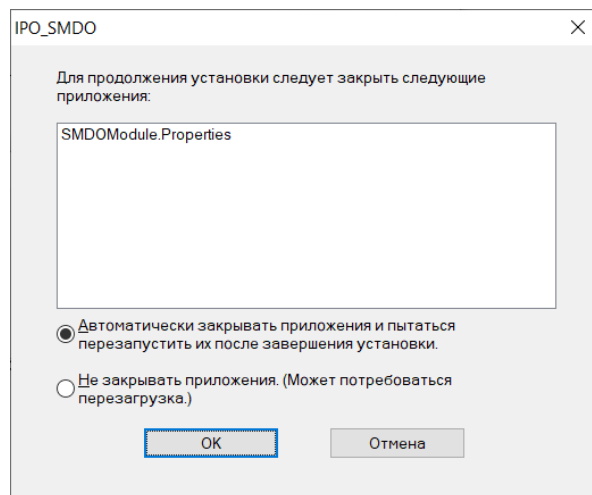 IPO_SMDO
Для продолжения установки следует закрыть следующие
приложения:
SMDOModule.Properties
Автоматически закрывать приложения и пытаться
перезапустить их после завершения установки.
Не закрывать приложения. (Может потребоваться
перезагрузка.)
OK
Отмена